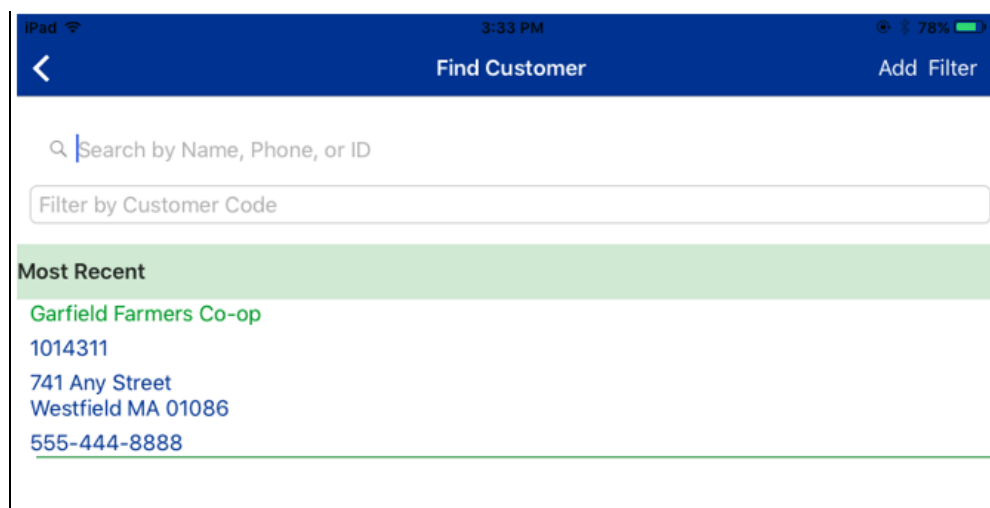 iPad 3:33 PM 78%
Find Customer Add Filter
Search by Name, Phone, or ID
Filter by Customer Code
Most Recent
Garfield Farmers Co-op
1014311
741 Any Street
Westfield MA 01086
555-444-8888